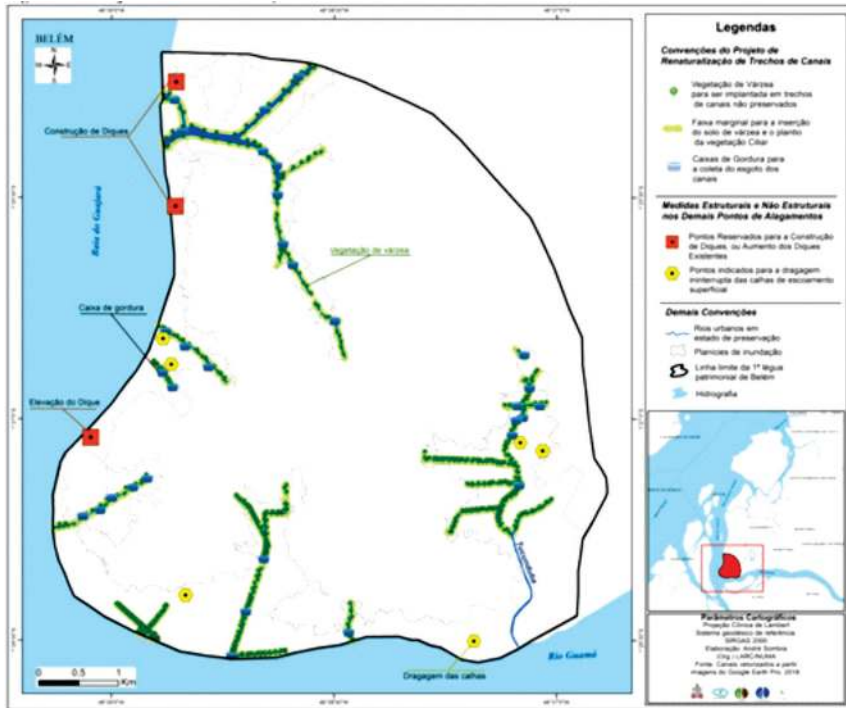 BELÉM
N
Construção de Diques
Baía do Guajará
Vegetação de várzea
Caixa de gordura
Elevação do Dique
Tucunduba
Rio Guamá
Dragagem das calhas
0 0,5 1
Km
Legendas
Convenções do Projeto de
Renaturalização de Trechos de Canais
Vegetação de Várzea
para ser implantada em trechos
de canais não preservados
Faixa marginal para a inserção
do solo de várzea e o plantio
da vegetação Ciliar
Caixas de Gordura para
a coleta do esgoto dos
canais
Medidas Estruturais e Não Estruturais
nos Demais Pontos de Alagamentos
Pontos Reservados para a Construção
de Diques, ou Aumento dos Diques
Existentes
Pontos indicados para a dragagem
ininterrupta das calhas de escoamento
superficial
Demais Convenções
Rios urbanos em
estado de preservação
Planícies de inundação
Linha limite da 1ª légua
patrimonial de Belém
Hidrografia
Parâmetros Cartográficos
Projeção Cônica de Lambert
Sistema geodésico de referência
SIRGAS 2000
Elaboração: André Sombra
Org.: LARC/NUMA
Fonte: Canais vetorizados a partir
imagens do Google Earth Pro, 2018